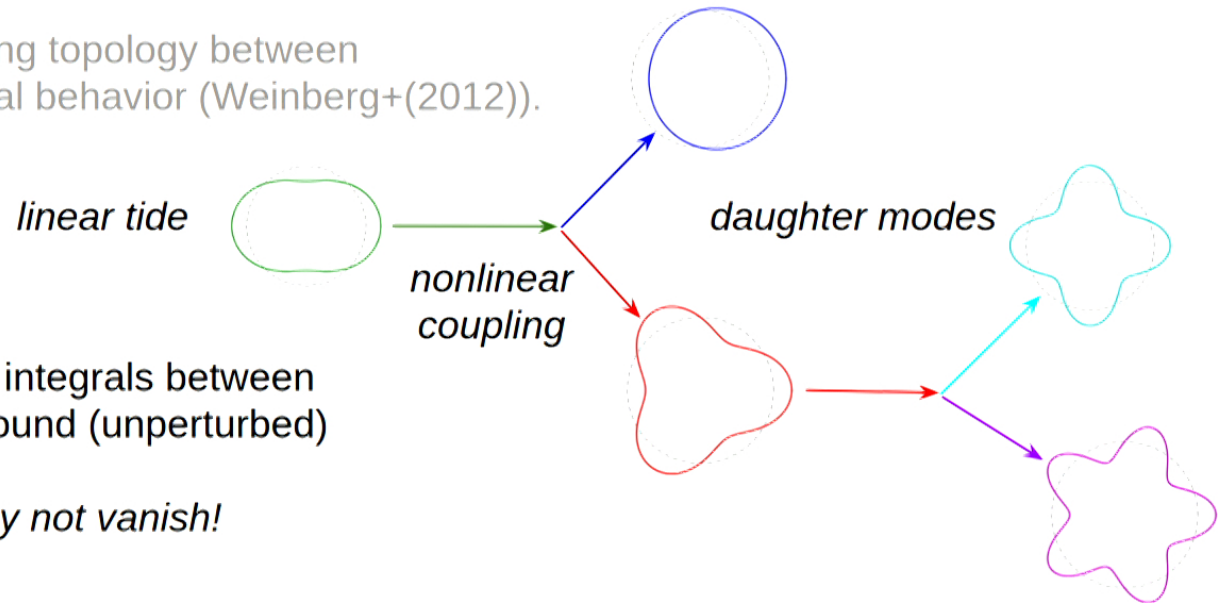 ng topology between
al behavior (Weinberg+(2012)).
linear tide
daughter modes
nonlinear
coupling
integrals between
ound (unperturbed)
y not vanish!